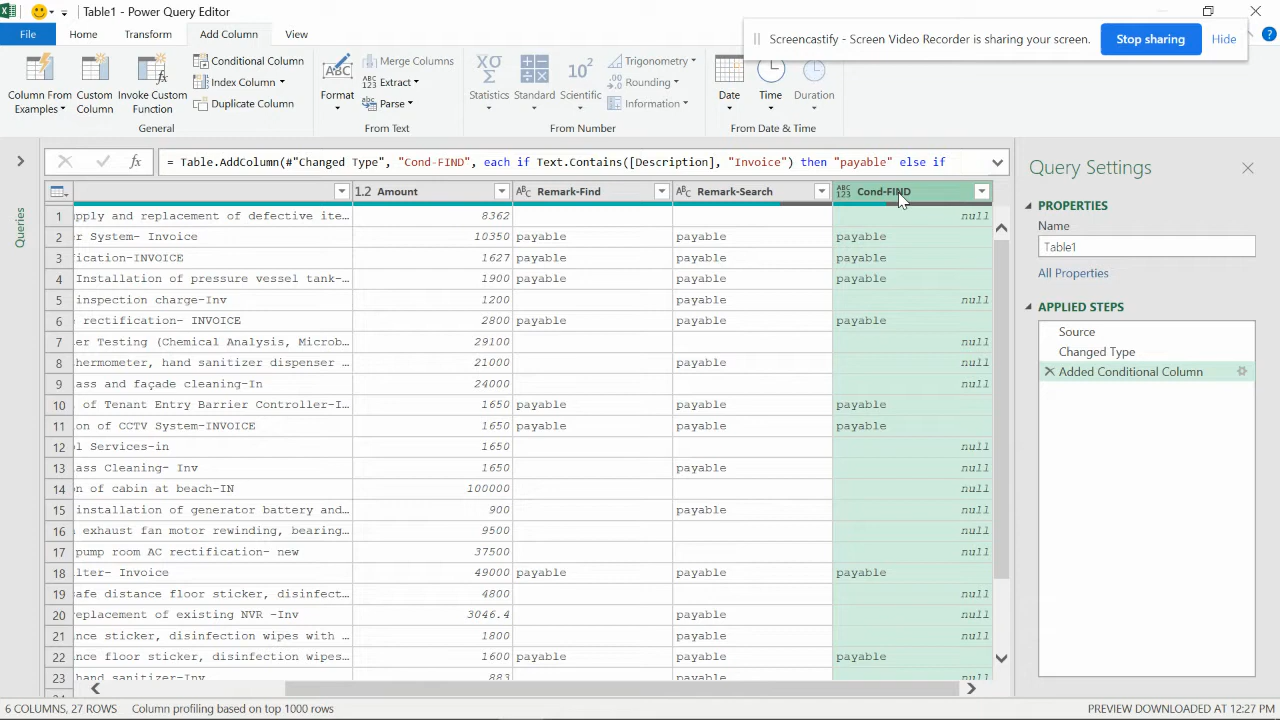 Table1 - Power Query Editor
File
Home
Transform
Add Column
View
Screencastify - Screen Video Recorder is sharing your screen.
Stop sharing
Hide
Column From Examples
Custom Column
Invoke Custom Function
Conditional Column
Index Column
Duplicate Column
General
Format
Merge Columns
Extract
Parse
From Text
Statistics
Standard
Scientific
Trigonometry
Rounding
Information
From Number
Date
Time
Duration
From Date & Time
= Table.AddColumn(#"Changed Type", "Cond-FIND", each if Text.Contains([Description], "Invoice") then "payable" else if
Queries
1.2 Amount ABC Remark-Find ABC Remark-Search ABC 123 Cond-FIND
1 pply and replacement of defective ite... 8362 null
2 er System- Invoice 10350 payable payable payable
3 fication-INVOICE 1627 payable payable payable
4 Installation of pressure vessel tank-... 1900 payable payable payable
5 inspection charge-Inv 1200 payable null
6 rectification- INVOICE 2800 payable payable payable
7 er Testing (Chemical Analysis, Microb... 29100 null
8 hermometer, hand sanitizer dispenser ... 21000 payable null
9 ass and façade cleaning-In 24000 null
10 of Tenant Entry Barrier Controller-I... 1650 payable payable payable
11 on of CCTV System-INVOICE 1650 payable payable payable
12 l Services-in 1650 null
13 ass Cleaning- Inv 1650 payable null
14 n of cabin at beach-IN 100000 null
15 installation of generator battery and... 900 payable null
16 exhaust fan motor rewinding, bearing... 9500 null
17 pump room AC rectification- new 37500 null
18 lter- Invoice 49000 payable payable payable
19 afe distance floor sticker, disinfect... 4800 null
20 replacement of existing NVR -Inv 3046.4 payable null
21 nce sticker, disinfection wipes with ... 1800 payable null
22 nce floor sticker, disinfection wipes... 1600 payable payable payable
23 hand sanitizer-Inv 883 payable null
Query Settings
PROPERTIES
Name
Table1
All Properties
APPLIED STEPS
Source
Changed Type
Added Conditional Column
6 COLUMNS, 27 ROWS
Column profiling based on top 1000 rows
PREVIEW DOWNLOADED AT 12:27 PM